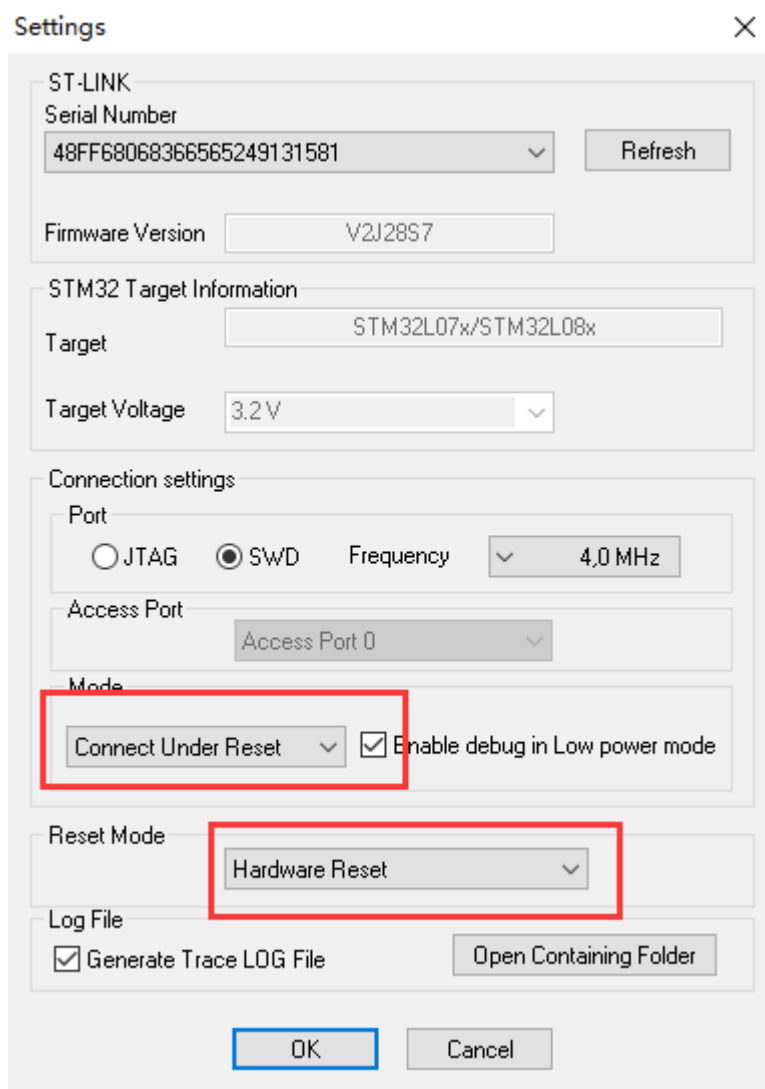 Settings
ST-LINK
Serial Number
48FF68068366565249131581
Refresh
Firmware Version
V2J28S7
STM32 Target Information
Target
STM32L07x/STM32L08x
Target Voltage
3.2 V
Connection settings
Port
JTAG
SWD
Frequency
4,0 MHz
Access Port
Access Port 0
Mode
Connect Under Reset
Enable debug in Low power mode
Reset Mode
Hardware Reset
Log File
Generate Trace LOG File
Open Containing Folder
OK
Cancel